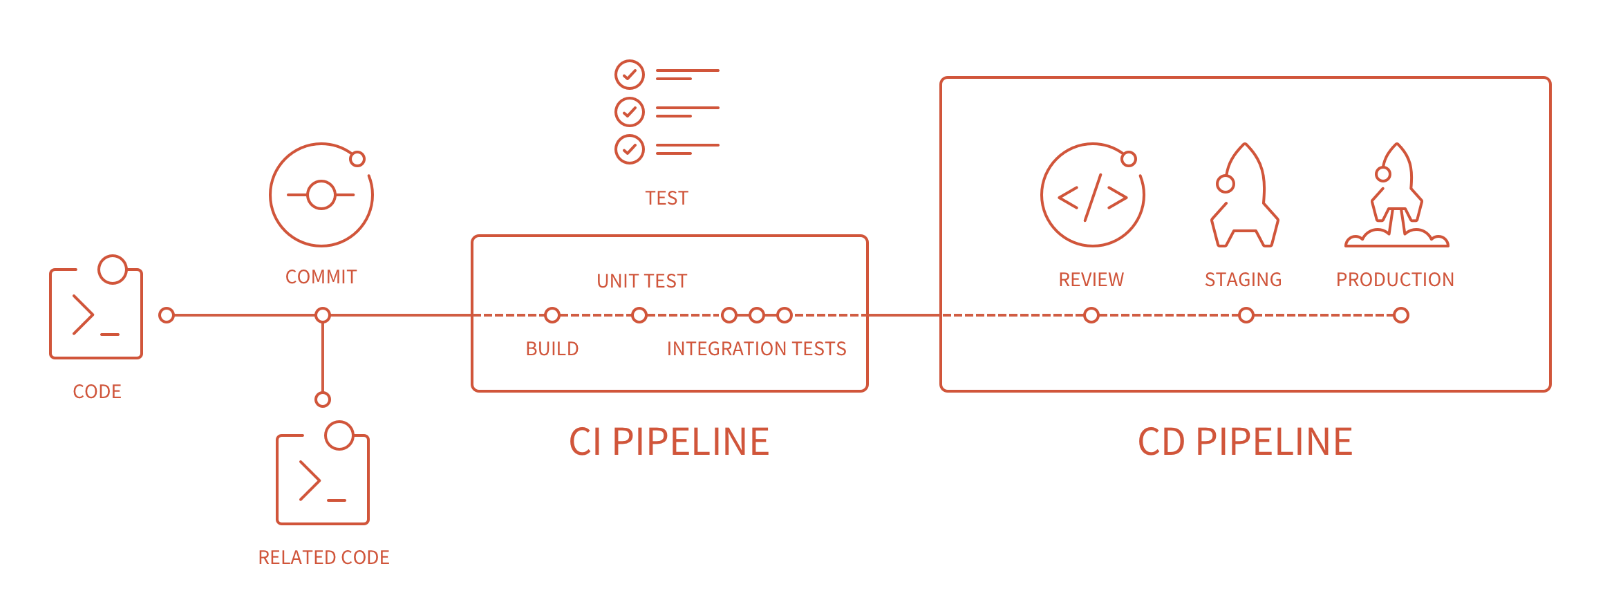 TEST
COMMIT
UNIT TEST
REVIEW
STAGING
PRODUCTION
BUILD
INTEGRATION TESTS
CODE
CI PIPELINE
CD PIPELINE
RELATED CODE